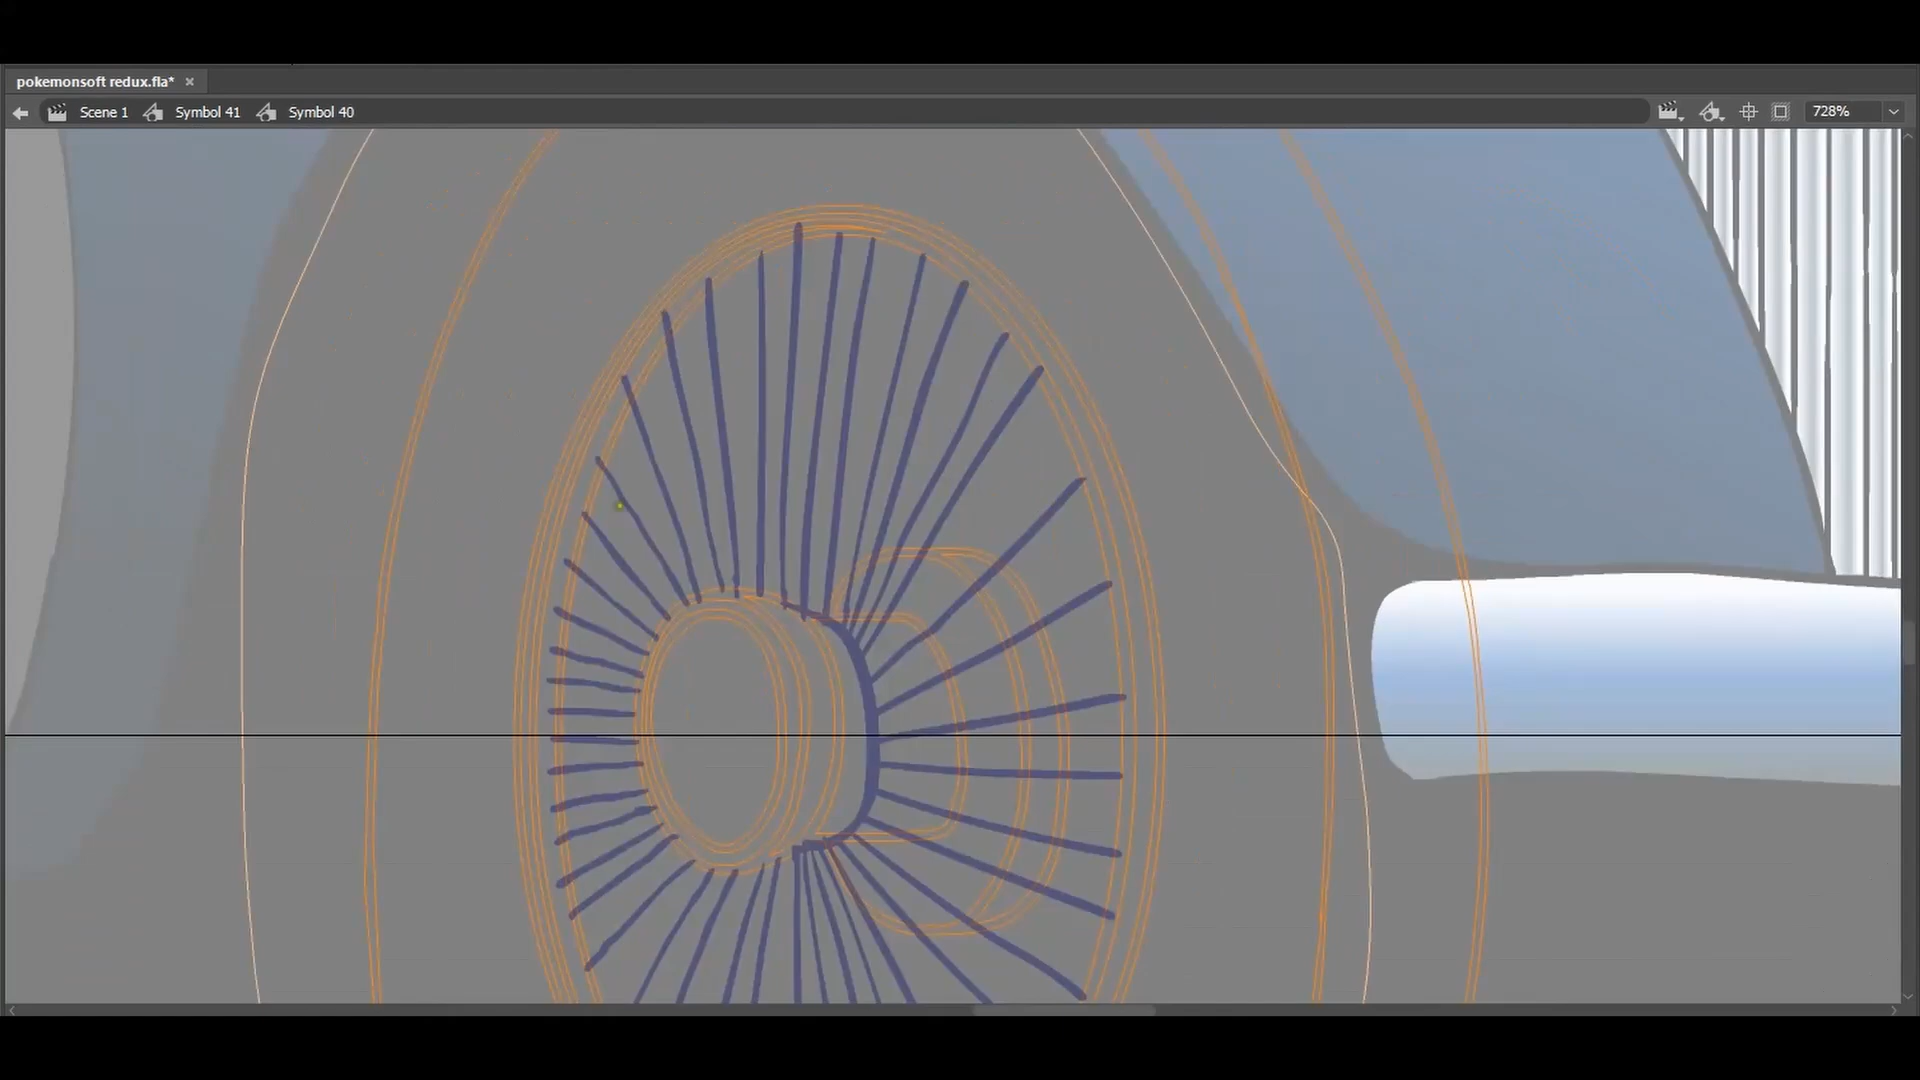 pokemonsoft redux.fla* ×
Scene 1 Symbol 41 Symbol 40 728%